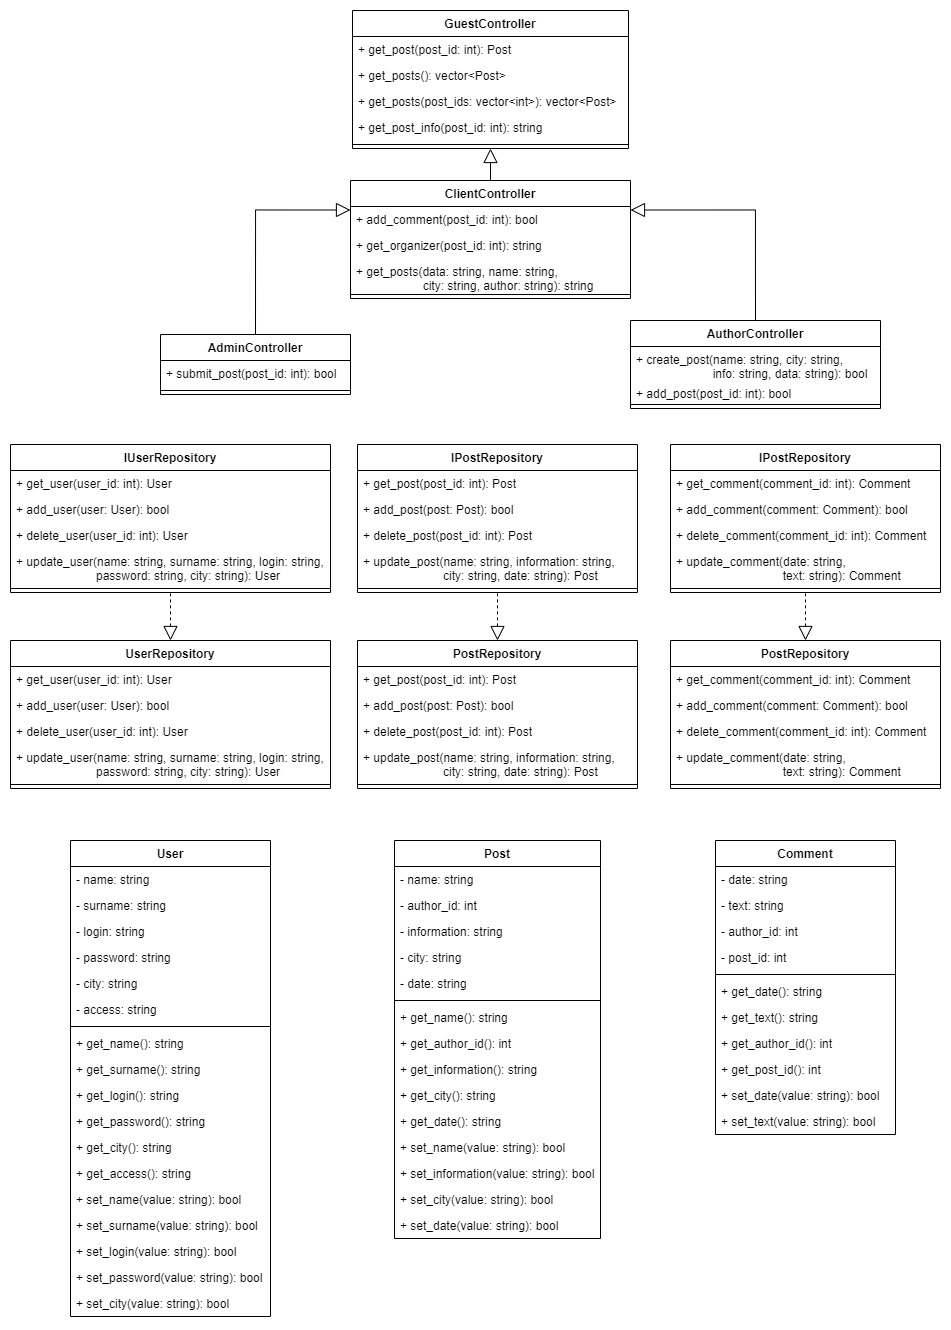 GuestController
+ get_post(post_id: int): Post
+ get_posts(): vector<Post>
+ get_posts(post_ids: vector<int>): vector<Post>
+ get_post_info(post_id: int): string
ClientController
+ add_comment(post_id: int): bool
+ get_organizer(post_id: int): string
+ get_posts(data: string, name: string,
city: string, author: string): string
AdminController
+ submit_post(post_id: int): bool
AuthorController
+ create_post(name: string, city: string,
info: string, data: string): bool
+ add_post(post_id: int): bool
IUserRepository
+ get_user(user_id: int): User
+ add_user(user: User): bool
+ delete_user(user_id: int): User
+ update_user(name: string, surname: string, login: string,
password: string, city: string): User
IPostRepository
+ get_post(post_id: int): Post
+ add_post(post: Post): bool
+ delete_post(post_id: int): Post
+ update_post(name: string, information: string,
city: string, date: string): Post
IPostRepository
+ get_comment(comment_id: int): Comment
+ add_comment(comment: Comment): bool
+ delete_comment(comment_id: int): Comment
+ update_comment(date: string,
text: string): Comment
UserRepository
+ get_user(user_id: int): User
+ add_user(user: User): bool
+ delete_user(user_id: int): User
+ update_user(name: string, surname: string, login: string,
password: string, city: string): User
PostRepository
+ get_post(post_id: int): Post
+ add_post(post: Post): bool
+ delete_post(post_id: int): Post
+ update_post(name: string, information: string,
city: string, date: string): Post
PostRepository
+ get_comment(comment_id: int): Comment
+ add_comment(comment: Comment): bool
+ delete_comment(comment_id: int): Comment
+ update_comment(date: string,
text: string): Comment
User
- name: string
- surname: string
- login: string
- password: string
- city: string
- access: string
+ get_name(): string
+ get_surname(): string
+ get_login(): string
+ get_password(): string
+ get_city(): string
+ get_access(): string
+ set_name(value: string): bool
+ set_surname(value: string): bool
+ set_login(value: string): bool
+ set_password(value: string): bool
+ set_city(value: string): bool
Post
- name: string
- author_id: int
- information: string
- city: string
- date: string
+ get_name(): string
+ get_author_id(): int
+ get_information(): string
+ get_city(): string
+ get_date(): string
+ set_name(value: string): bool
+ set_information(value: string): bool
+ set_city(value: string): bool
+ set_date(value: string): bool
Comment
- date: string
- text: string
- author_id: int
- post_id: int
+ get_date(): string
+ get_text(): string
+ get_author_id(): int
+ get_post_id(): int
+ set_date(value: string): bool
+ set_text(value: string): bool